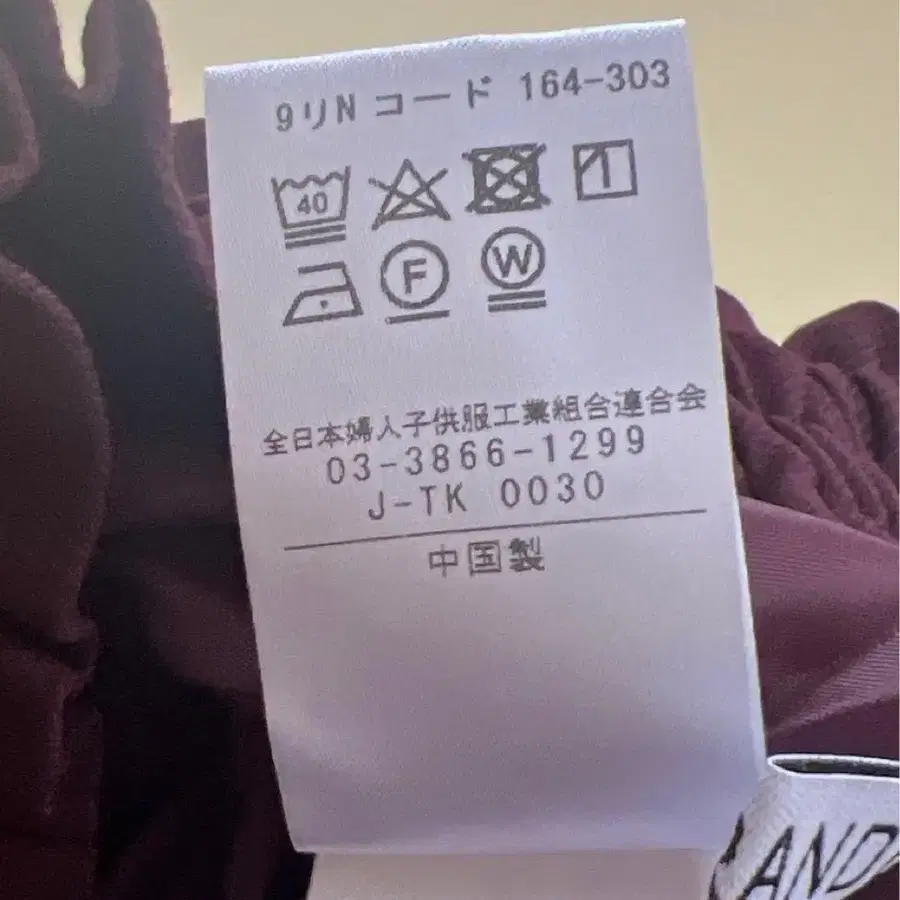 9リN コード 164-303
40
F W
全日本婦人子供服工業組合連合会
03-3866-1299
J-TK 0030
中国製
AND